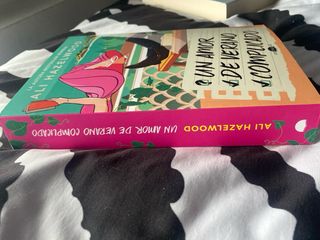 ALI HAZELWOOD
UN AMOR
DE VERANO
COMPLICADO
ALI HAZELWOOD
UN AMOR DE VERANO COMPLICADO